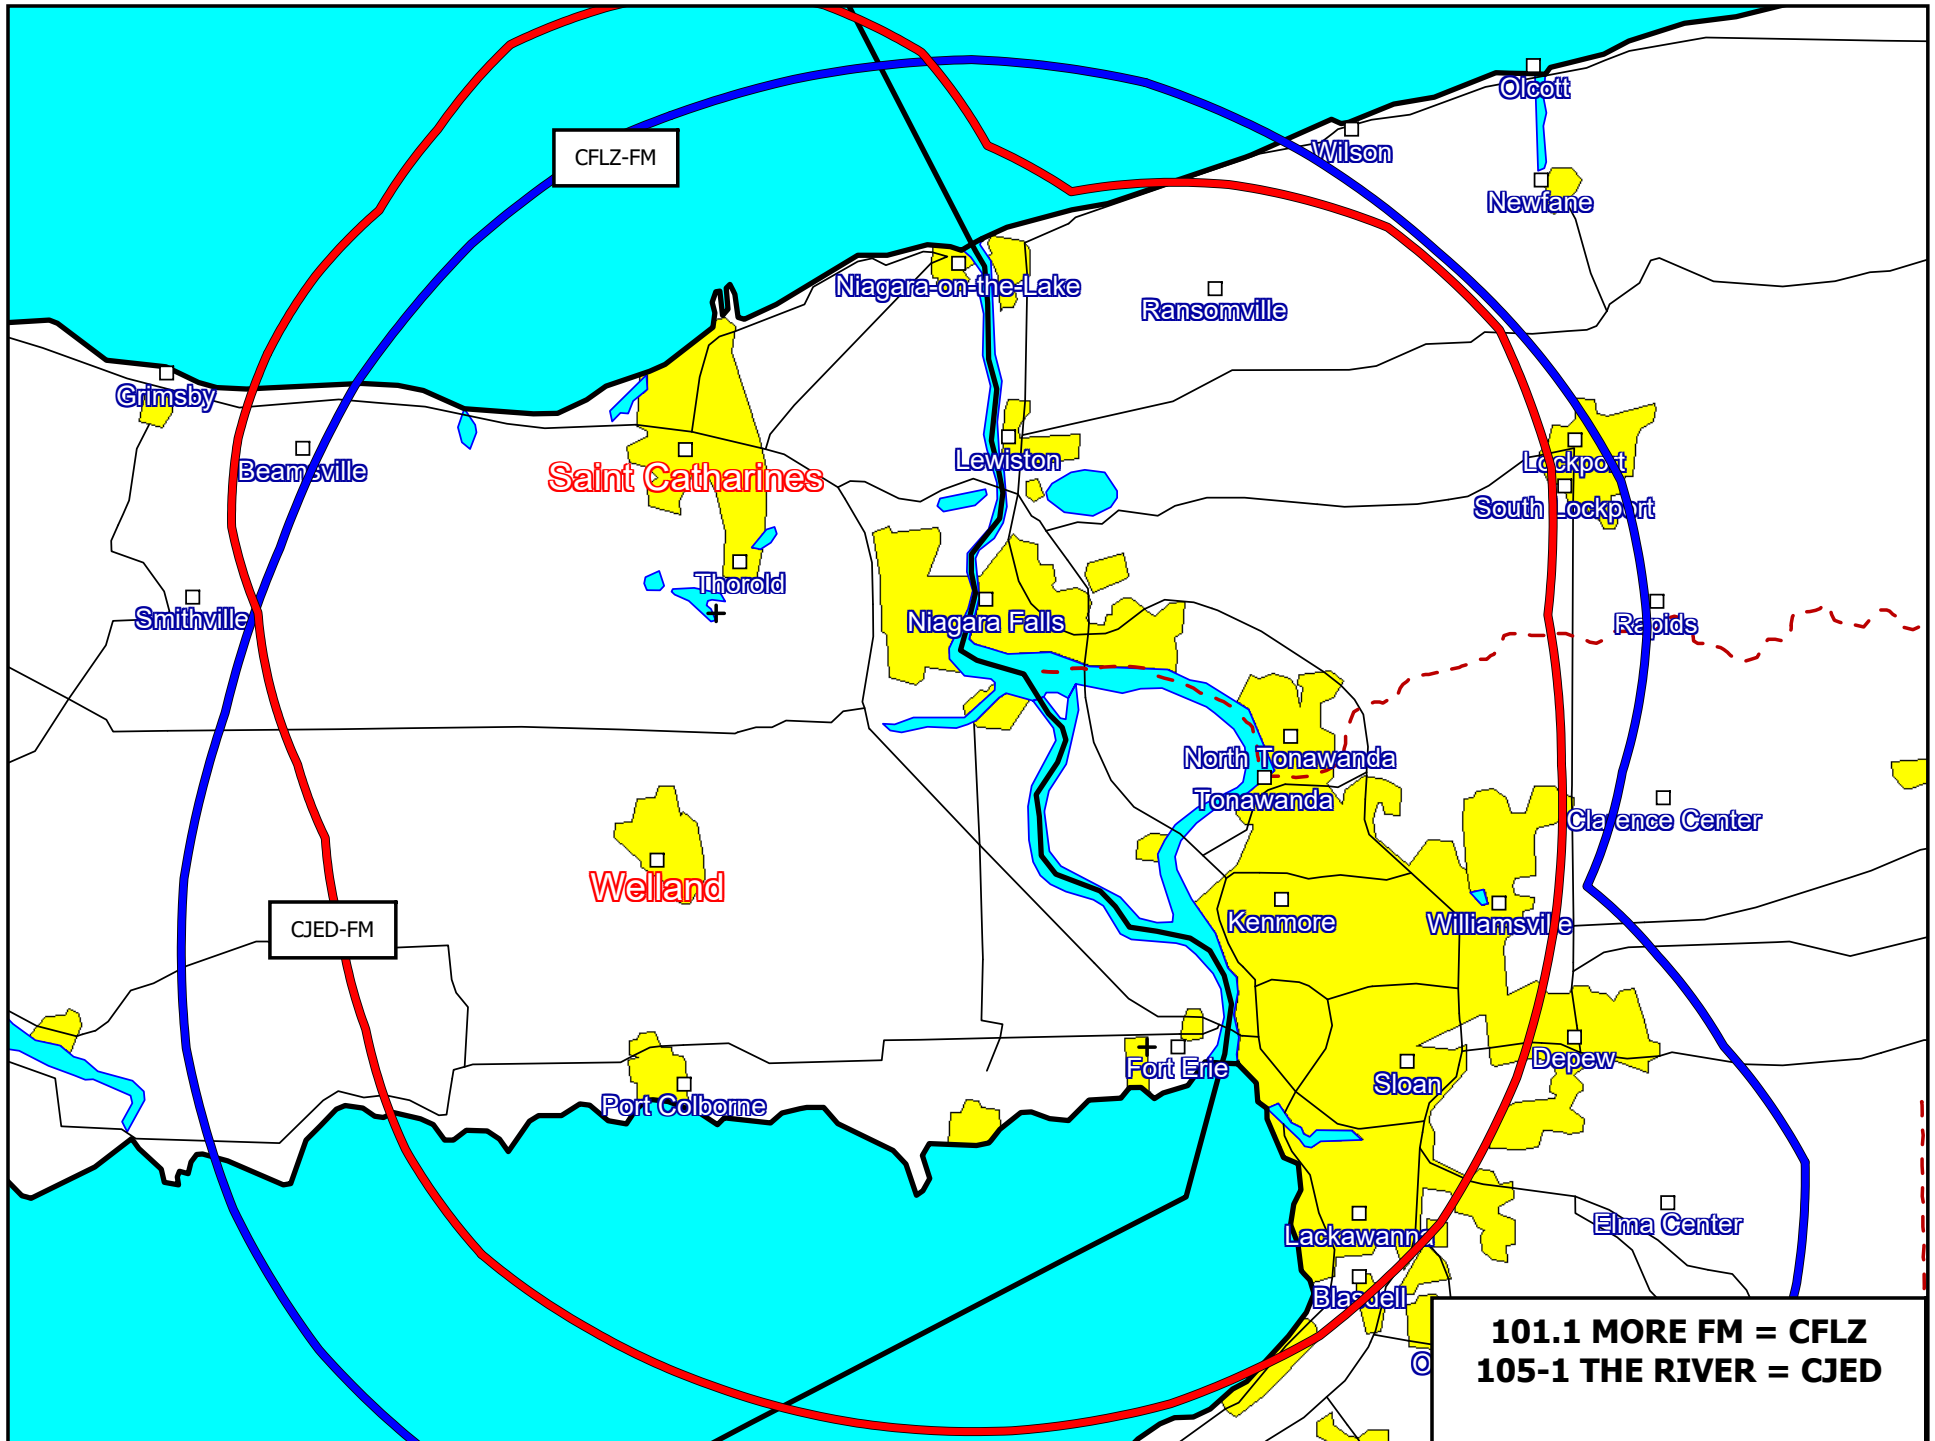 Olcott
CFLZ-FM
Wilson
Newfane
Niagara-on-the-Lake
Ransomville
Grimsby
Beamsville
Saint Catharines
Lewiston
Lockport
South Lockport
Thorold
Smithville
Niagara Falls
Rapids
North Tonawanda
Tonawanda
Clarence Center
Welland
Kenmore
Williamsville
CJED-FM
Fort Erie
Sloan
Depew
Port Colborne
Lackawanna
Elma Center
Blasdell
101.1 MORE FM = CFLZ
105-1 THE RIVER = CJED